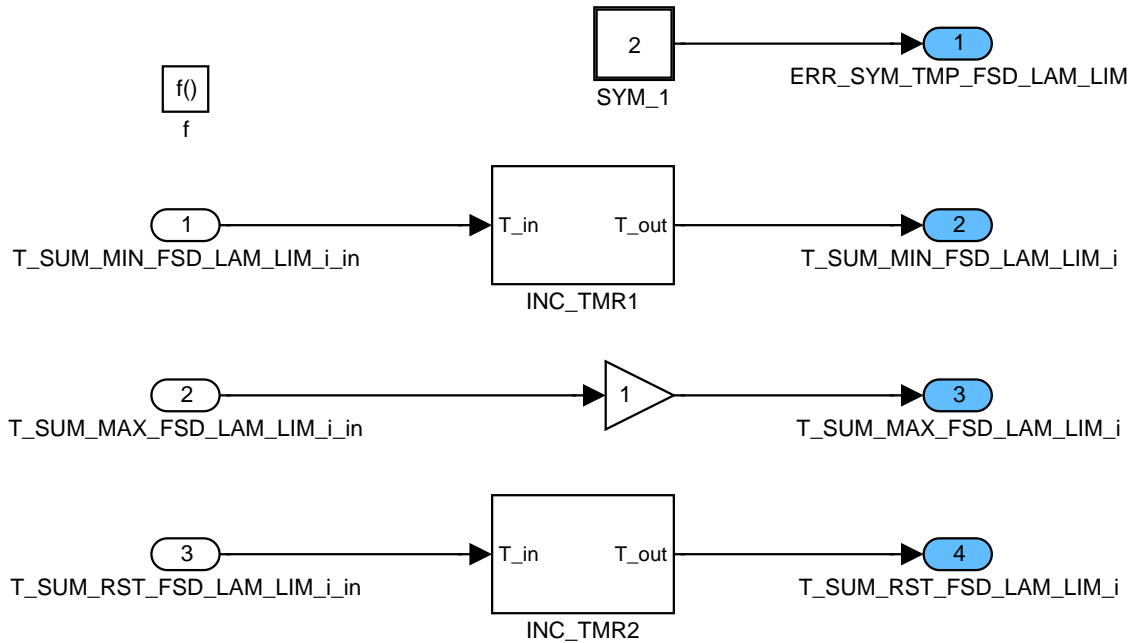 2
1
SYM_1
ERR_SYM_TMP_FSD_LAM_LIM
f()
f
1
T_in
T_out
2
T_SUM_MIN_FSD_LAM_LIM_i_in
T_SUM_MIN_FSD_LAM_LIM_i
INC_TMR1
2
1
3
T_SUM_MAX_FSD_LAM_LIM_i_in
T_SUM_MAX_FSD_LAM_LIM_i
3
T_in
T_out
4
T_SUM_RST_FSD_LAM_LIM_i_in
T_SUM_RST_FSD_LAM_LIM_i
INC_TMR2